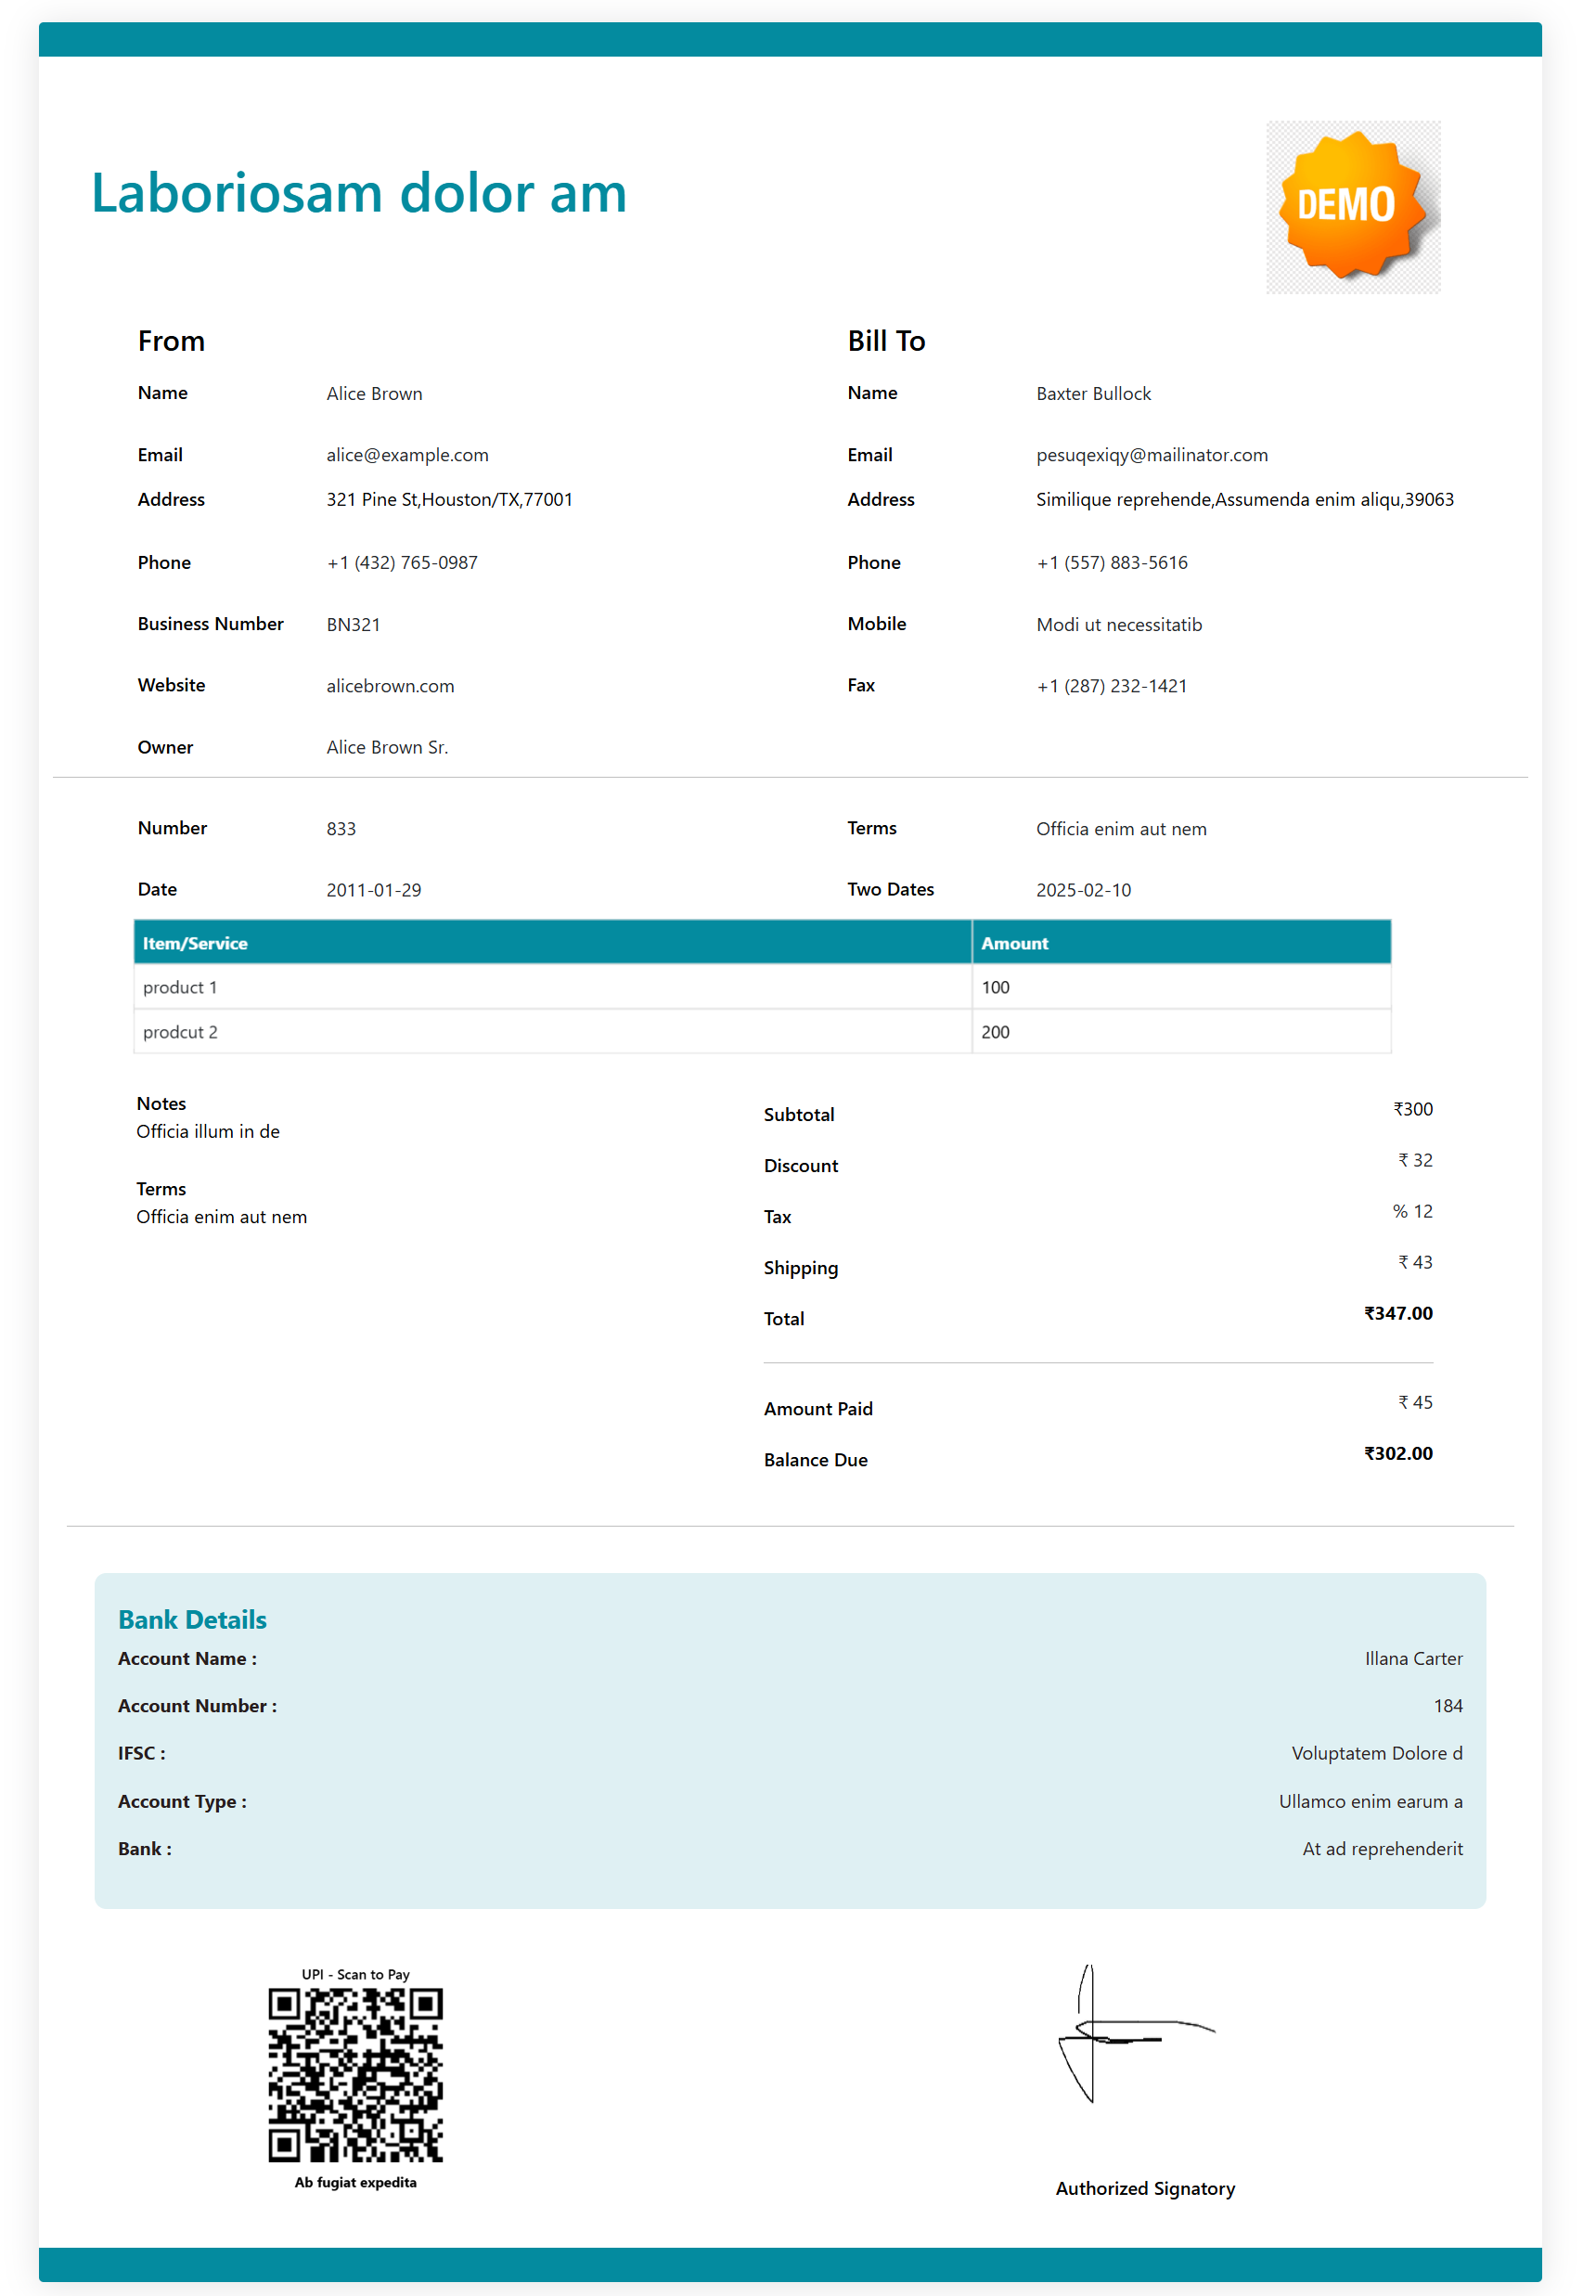 Laboriosam dolor am
DEMO
From
Name Alice Brown
Email alice@example.com
Address 321 Pine St,Houston/TX,77001
Phone +1 (432) 765-0987
Business Number BN321
Website alicebrown.com
Owner Alice Brown Sr.
Bill To
Name Baxter Bullock
Email pesuqexiqy@mailinator.com
Address Similique reprehende,Assumenda enim aliqu,39063
Phone +1 (557) 883-5616
Mobile Modi ut necessitatib
Fax +1 (287) 232-1421
Number 833
Date 2011-01-29
Terms Officia enim aut nem
Two Dates 2025-02-10
Item/Service Amount
product 1 100
prodcut 2 200
Notes
Officia illum in de
Terms
Officia enim aut nem
Subtotal ₹300
Discount ₹ 32
Tax % 12
Shipping ₹ 43
Total ₹347.00
Amount Paid ₹ 45
Balance Due ₹302.00
Bank Details
Account Name : Illana Carter
Account Number : 184
IFSC : Voluptatem Dolore d
Account Type : Ullamco enim earum a
Bank : At ad reprehenderit
UPI - Scan to Pay
Ab fugiat expedita
Authorized Signatory